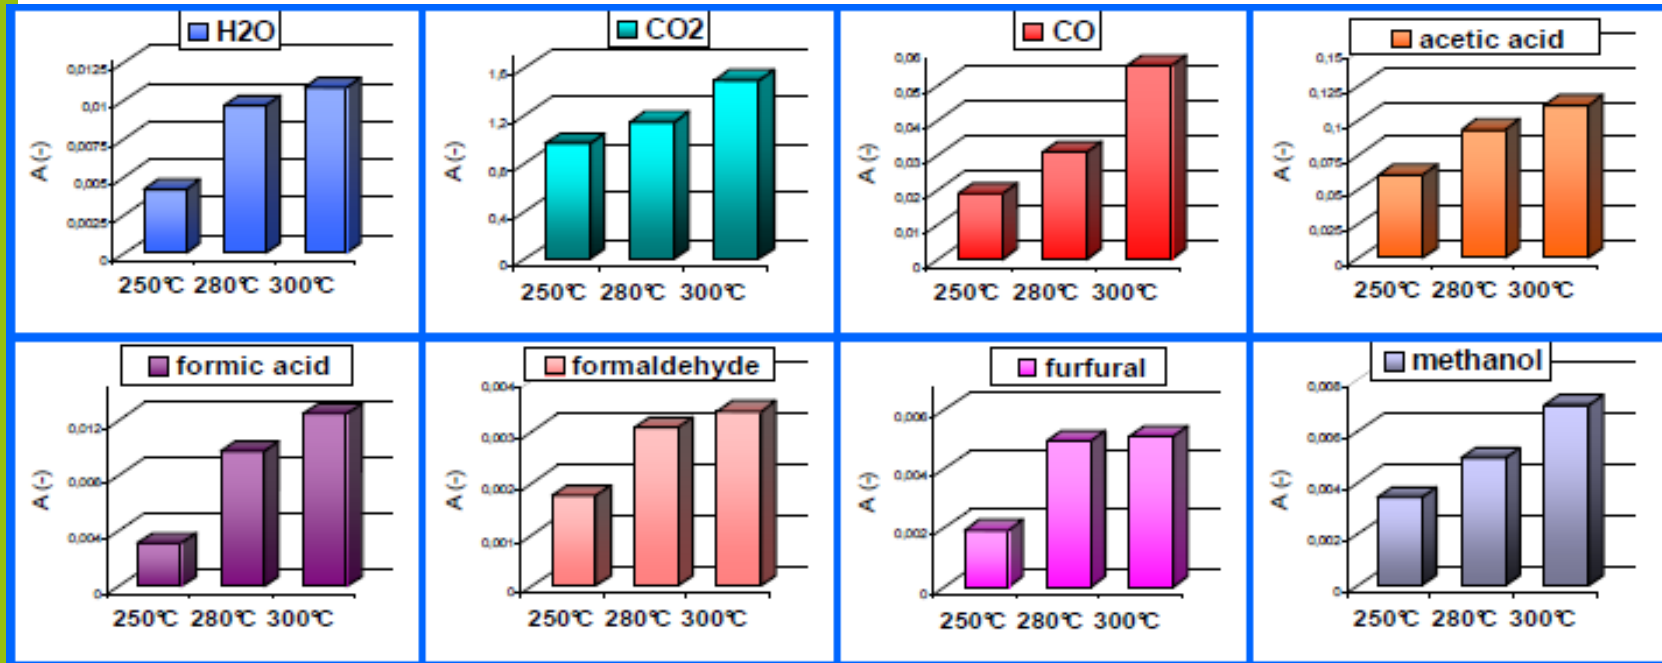 H2O
0,0125
0,01
0,0075
0,005
0,0025
0
A (-)
250°C 280°C 300°C
CO2
1,6
1,2
0,8
0,4
0
A (-)
250°C 280°C 300°C
CO
0,06
0,05
0,04
0,03
0,02
0,01
0
A (-)
250°C 280°C 300°C
acetic acid
0,15
0,125
0,1
0,075
0,05
0,025
0
A (-)
250°C 280°C 300°C
formic acid
0,012
0,008
0,004
0
A (-)
250°C 280°C 300°C
formaldehyde
0,004
0,003
0,002
0,001
0
A (-)
250°C 280°C 300°C
furfural
0,006
0,004
0,002
0
A (-)
250°C 280°C 300°C
methanol
0,008
0,006
0,004
0,002
0
A (-)
250°C 280°C 300°C